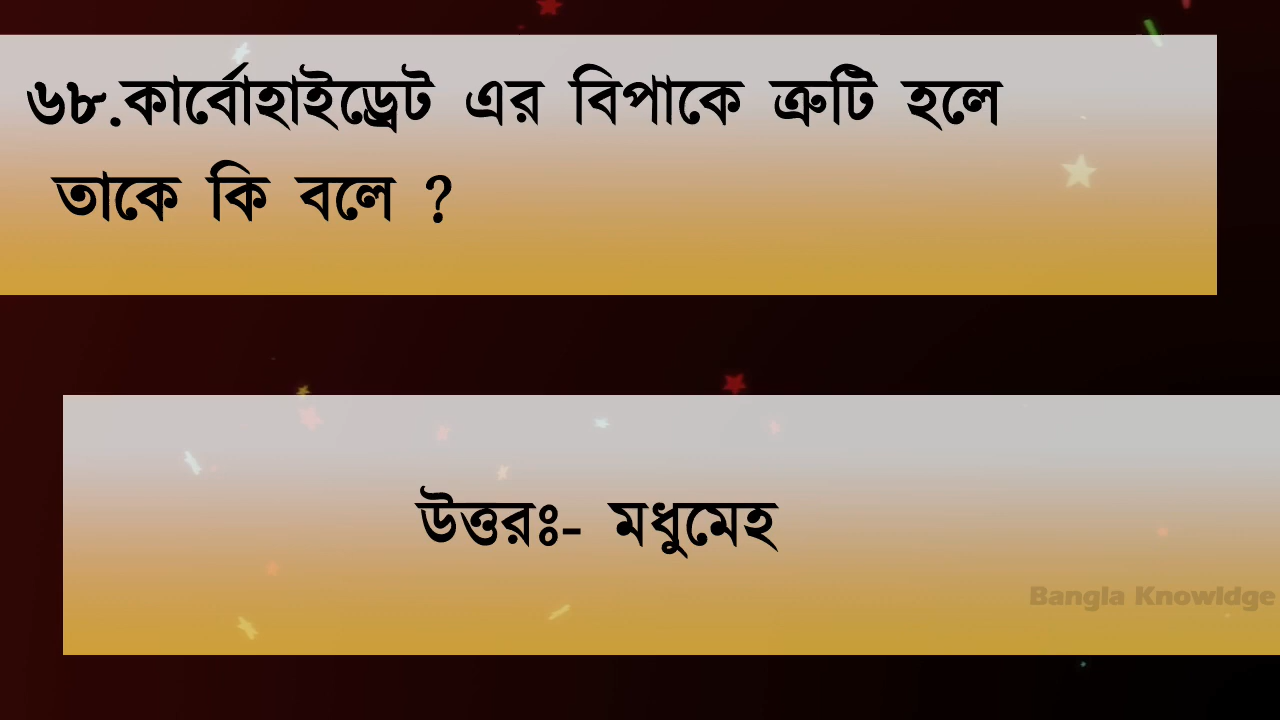 ৬৮.কার্বোহাইড্রেট এর বিপাকে ত্রুটি হলে
তাকে কি বলে ?
উত্তরঃ- মধুমেহ
Bangla Knowldge